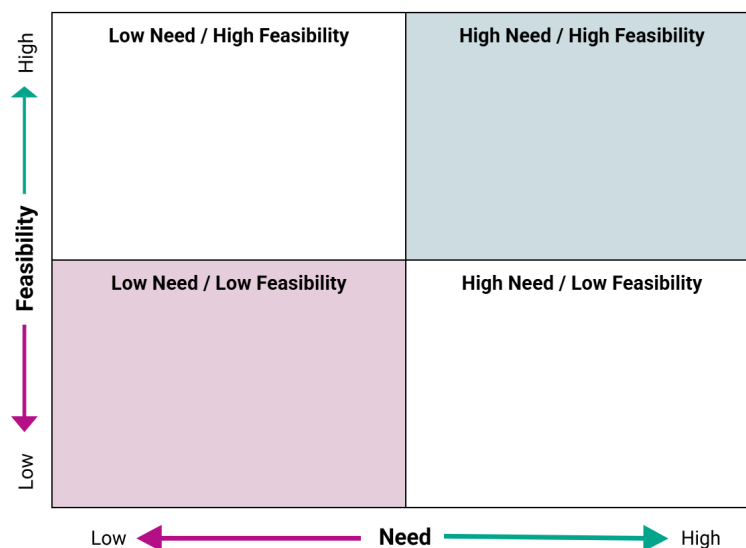 High
Low Need / High Feasibility
High Need / High Feasibility
Feasibility
Low Need / Low Feasibility
High Need / Low Feasibility
Low
Low
Need
High